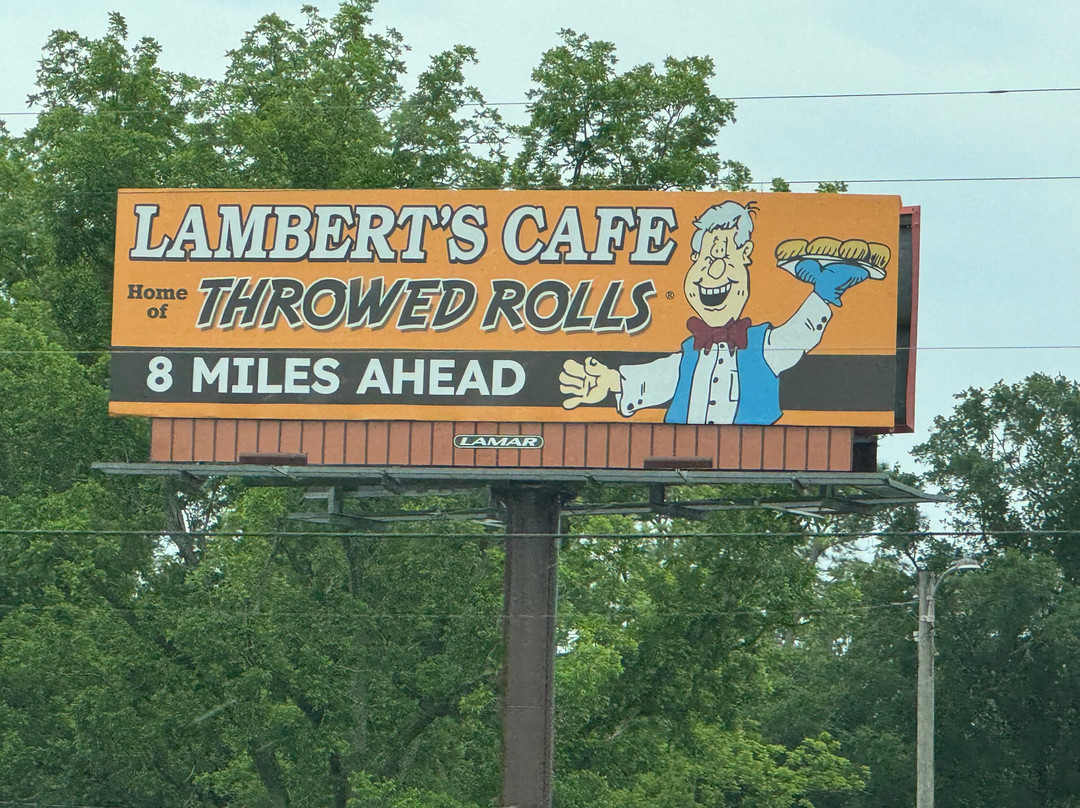 LAMBERT'S CAFE
Home of THROWED ROLLS ®
8 MILES AHEAD
LAMAR